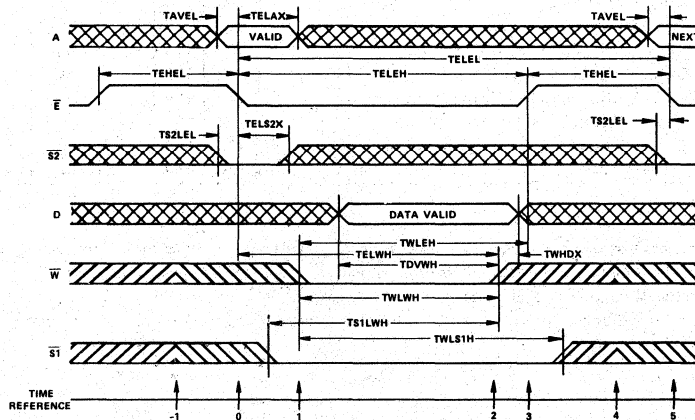 TAVEL TELAX TAVEL
A VALID NEXT
TELEL
TEHEL TELEH TEHEL
E
TS2LEL TELS2X TS2LEL
S2
D DATA VALID
TWLEH
TELWH TWHDX
TDVWH
W
TWLWH
TS1LWH
TWLS1H
S1
TIME
REFERENCE
-1 0 1 2 3 4 5